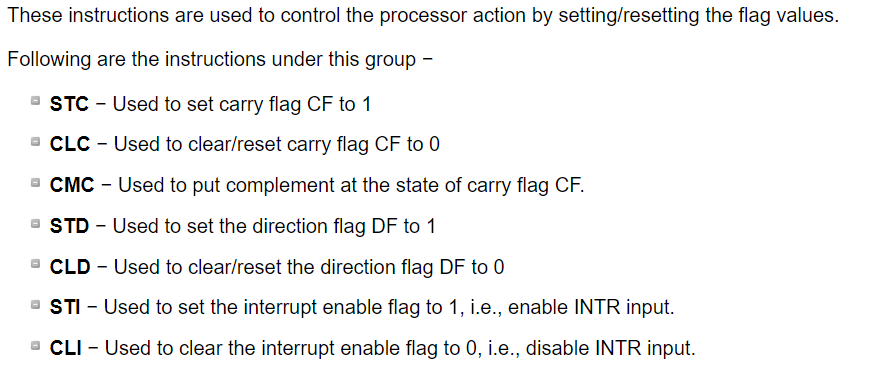 These instructions are used to control the processor action by setting/resetting the flag values.
Following are the instructions under this group −
STC − Used to set carry flag CF to 1
CLC − Used to clear/reset carry flag CF to 0
CMC − Used to put complement at the state of carry flag CF.
STD − Used to set the direction flag DF to 1
CLD − Used to clear/reset the direction flag DF to 0
STI − Used to set the interrupt enable flag to 1, i.e., enable INTR input.
CLI − Used to clear the interrupt enable flag to 0, i.e., disable INTR input.